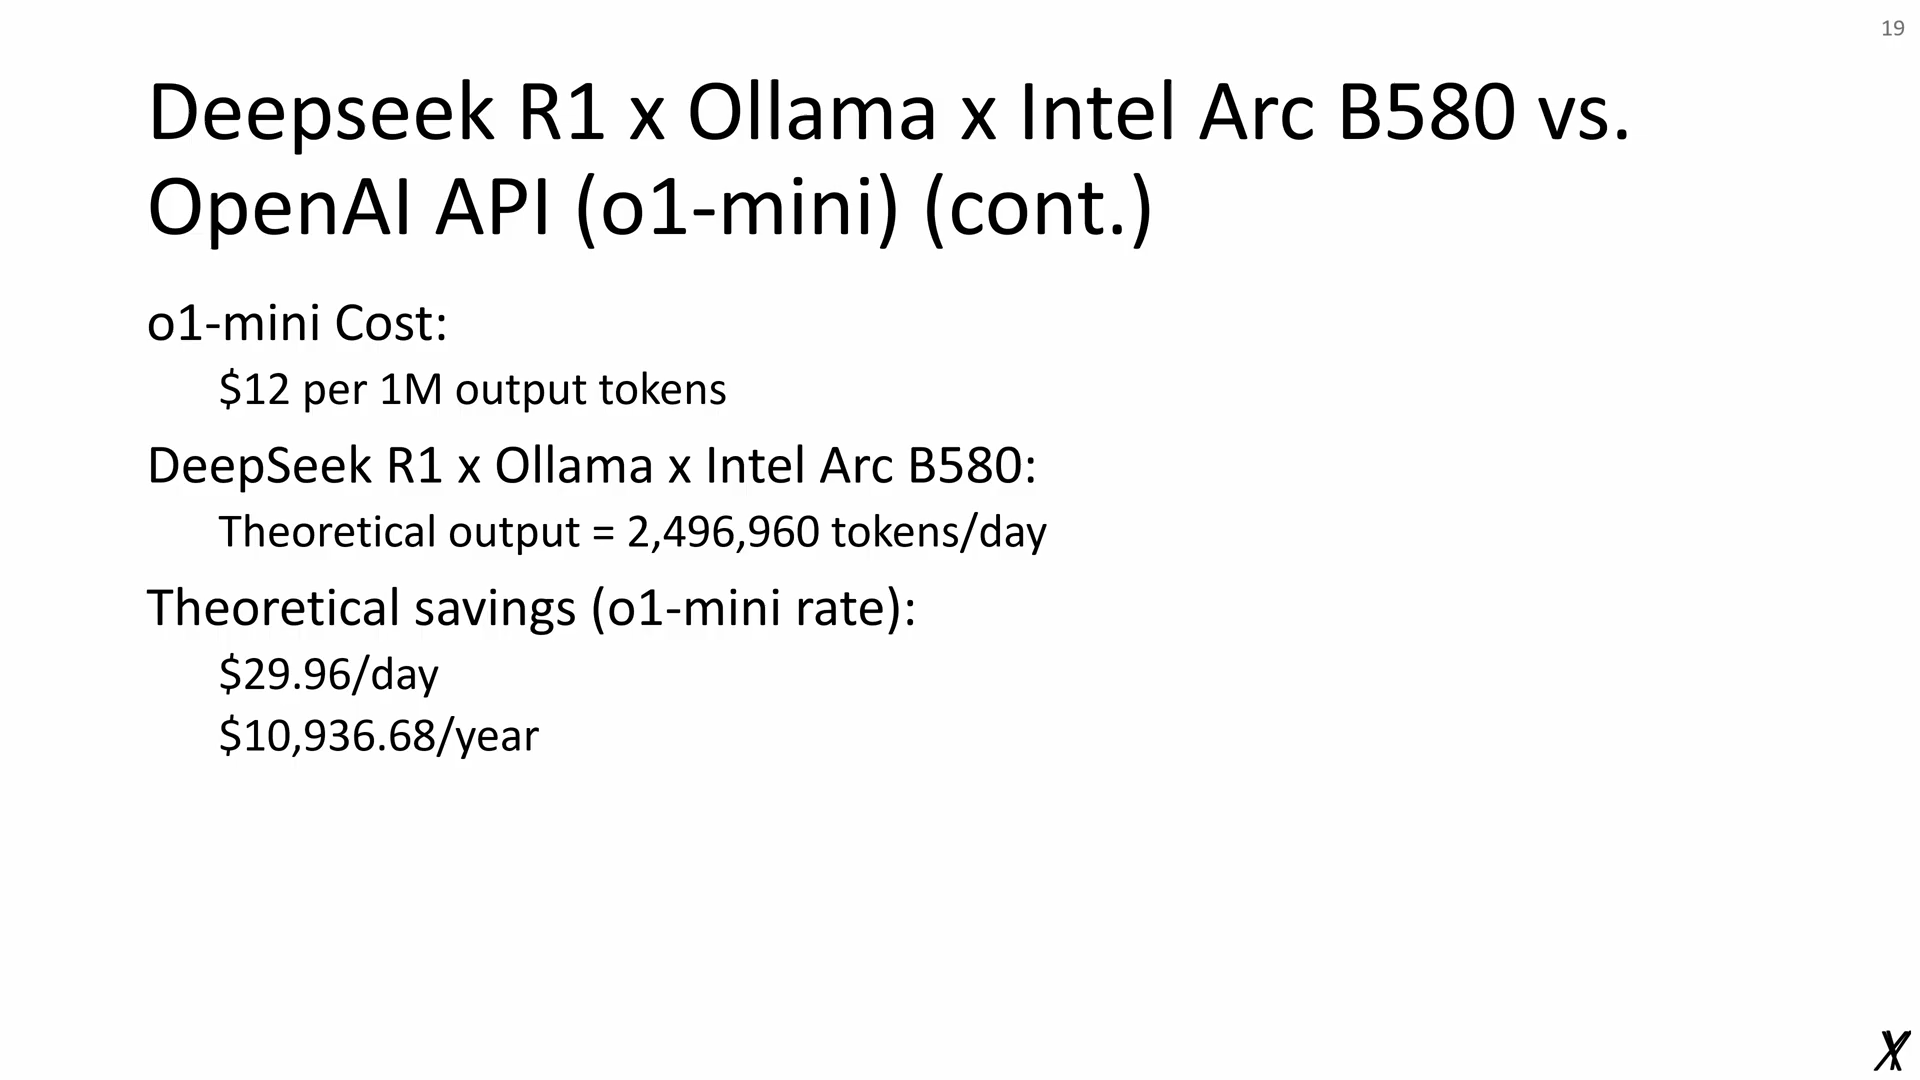 19
Deepseek R1 x Ollama x Intel Arc B580 vs.
OpenAI API (o1-mini) (cont.)
o1-mini Cost:
$12 per 1M output tokens
DeepSeek R1 x Ollama x Intel Arc B580:
Theoretical output = 2,496,960 tokens/day
Theoretical savings (o1-mini rate):
$29.96/day
$10,936.68/year